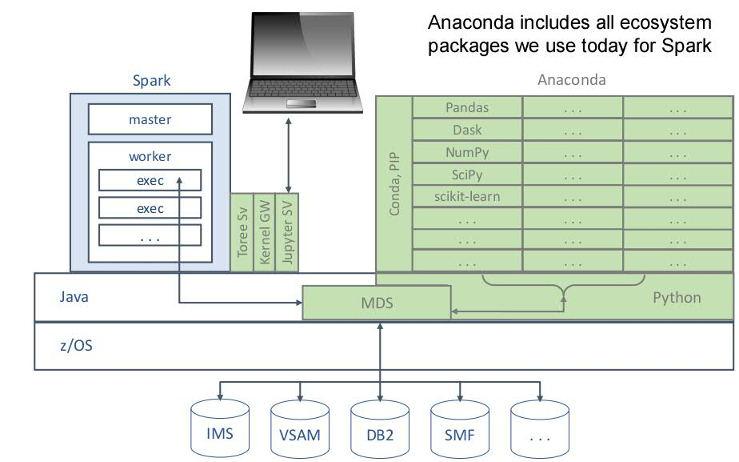 Anaconda includes all ecosystem
packages we use today for Spark
Spark
master
worker
exec
exec
...
Toree Sv
Kernel GW
Jupyter SV
Anaconda
Conda, PIP
Pandas ... ...
Dask ... ...
NumPy ... ...
SciPy ... ...
scikit-learn ... ...
... ... ...
... ... ...
... ... ...
Java
MDS
Python
z/OS
IMS
VSAM
DB2
SMF
...